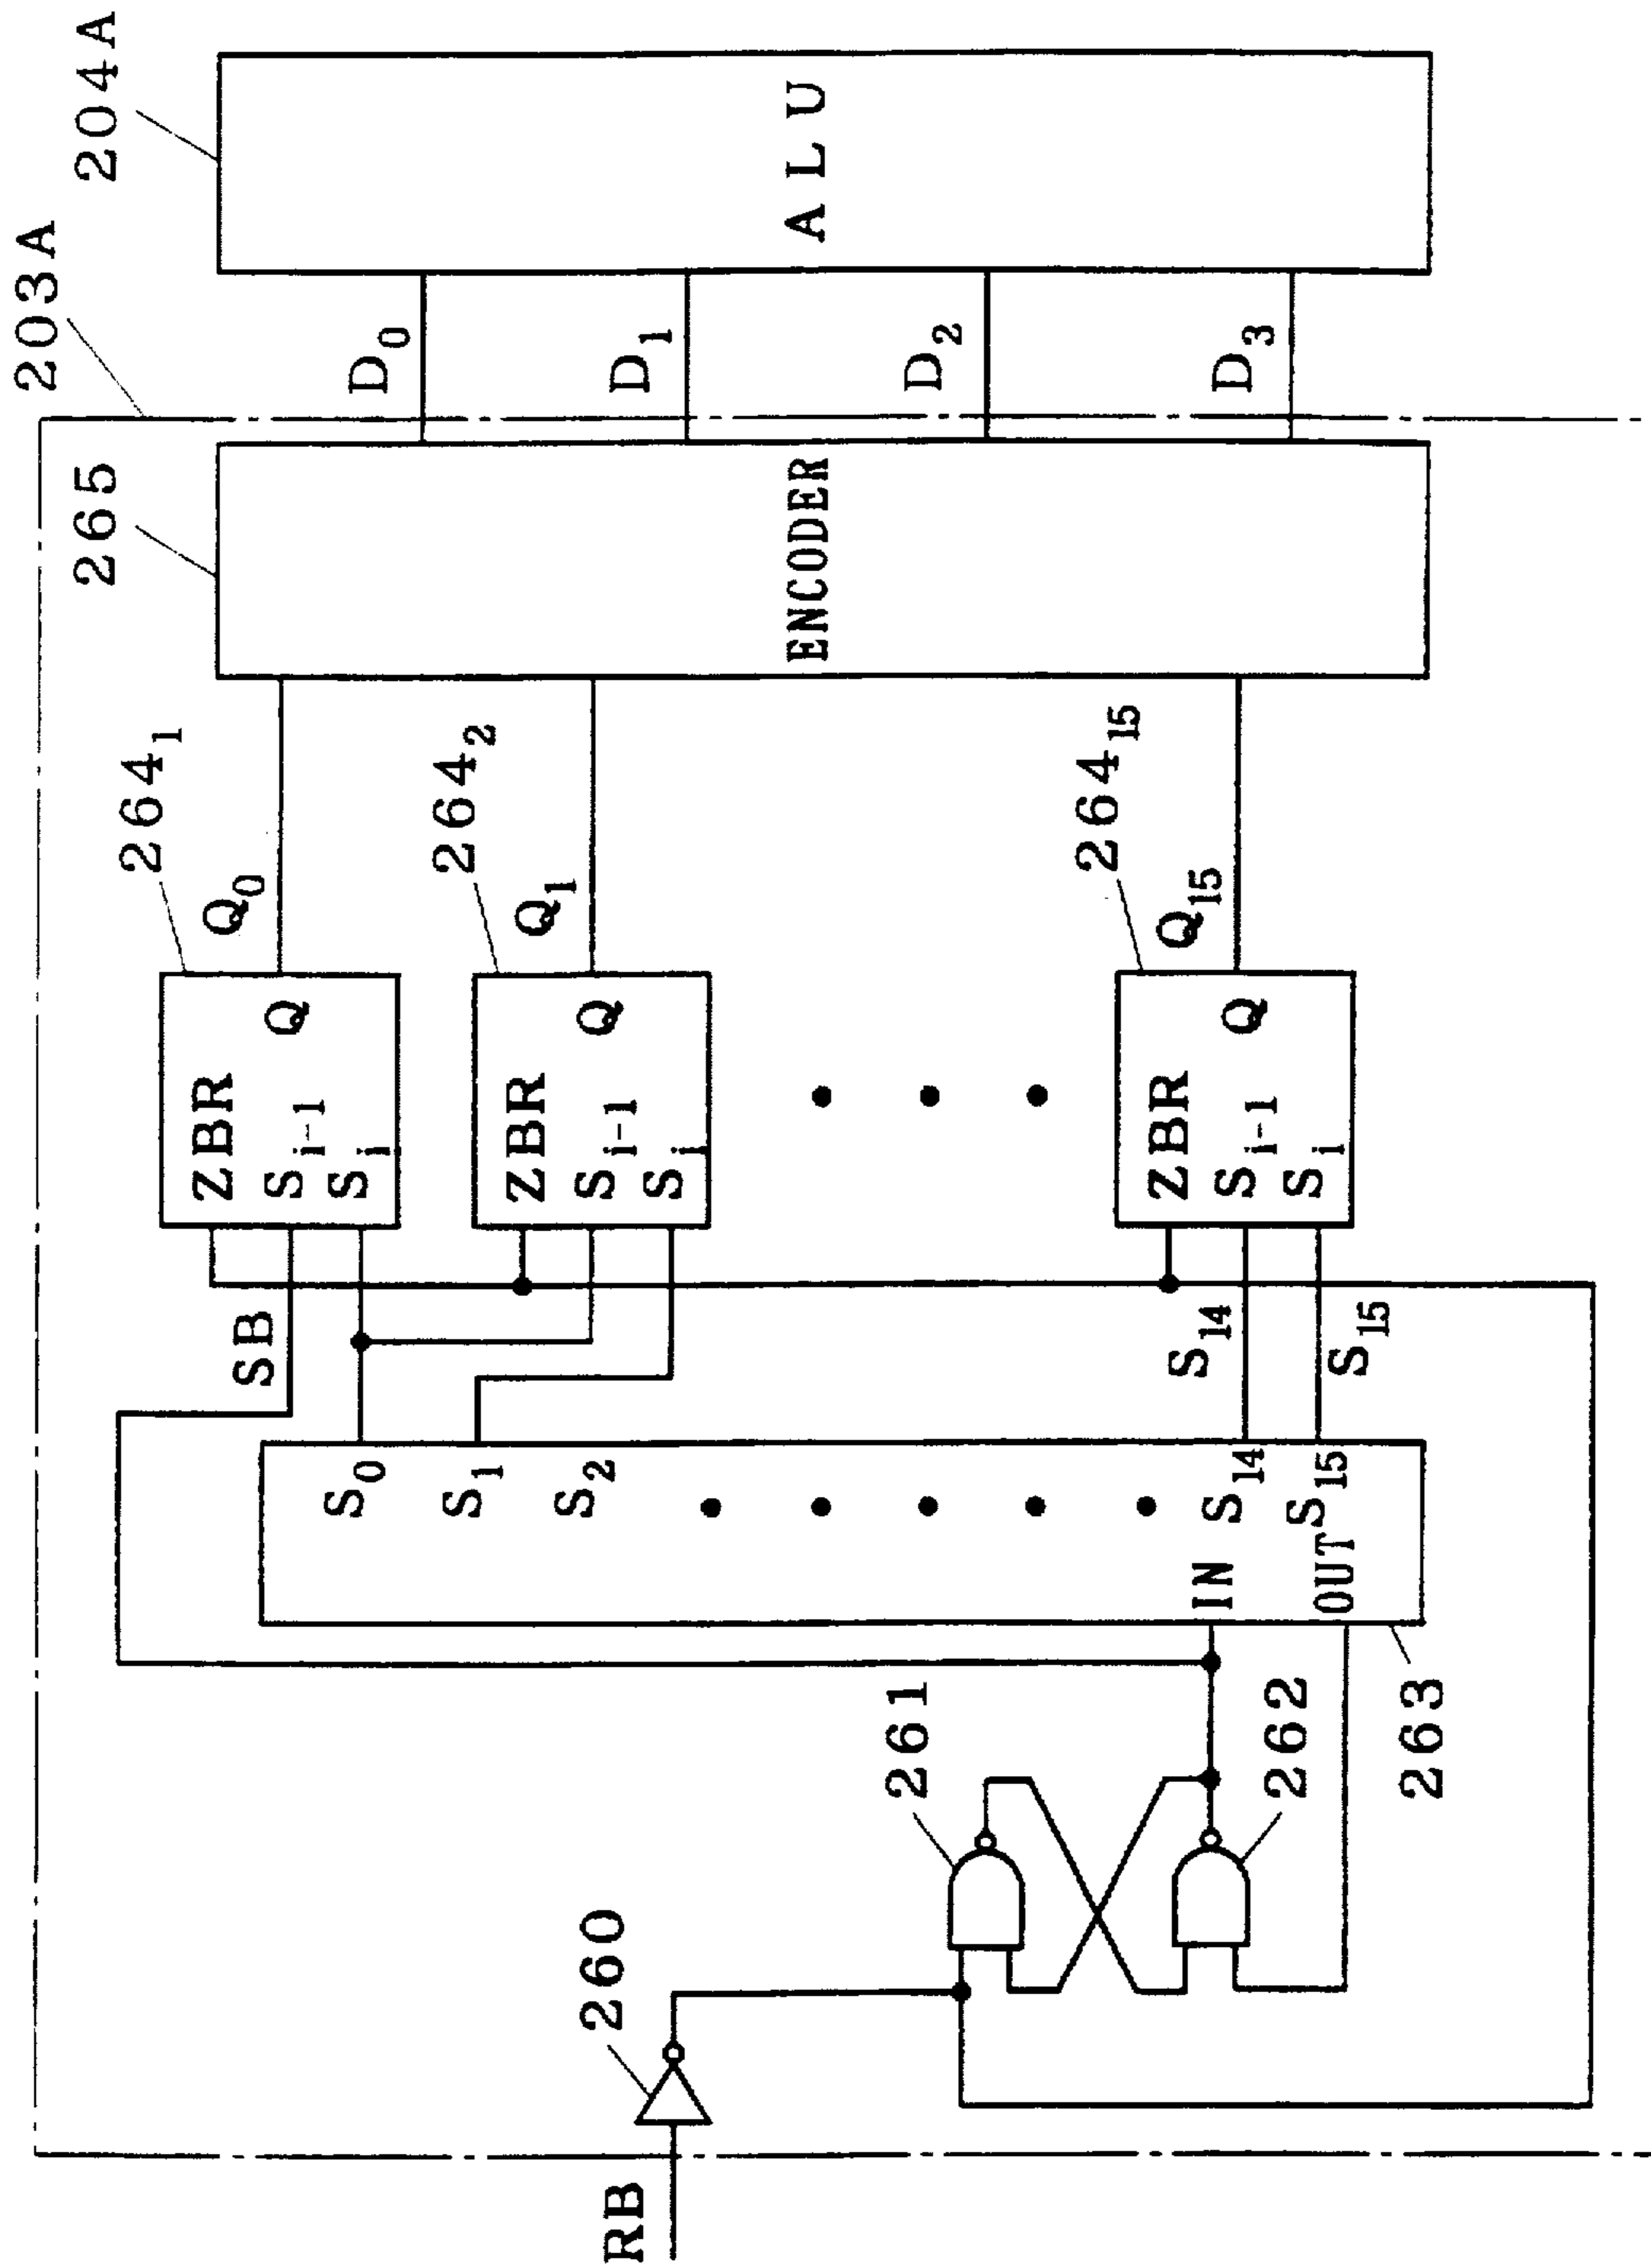 RB
260
261
262
263
IN
OUT
S0
S1
S2
S14
S15
SB
S14
S15
ZBR
Si-1
Si
Q
ZBR
Si-1
Si
Q
ZBR
Si-1
Si
Q
Q0
2641
Q1
2642
Q15
26415
ENCODER
265
D0
D1
D2
D3
203A
ALU
204A